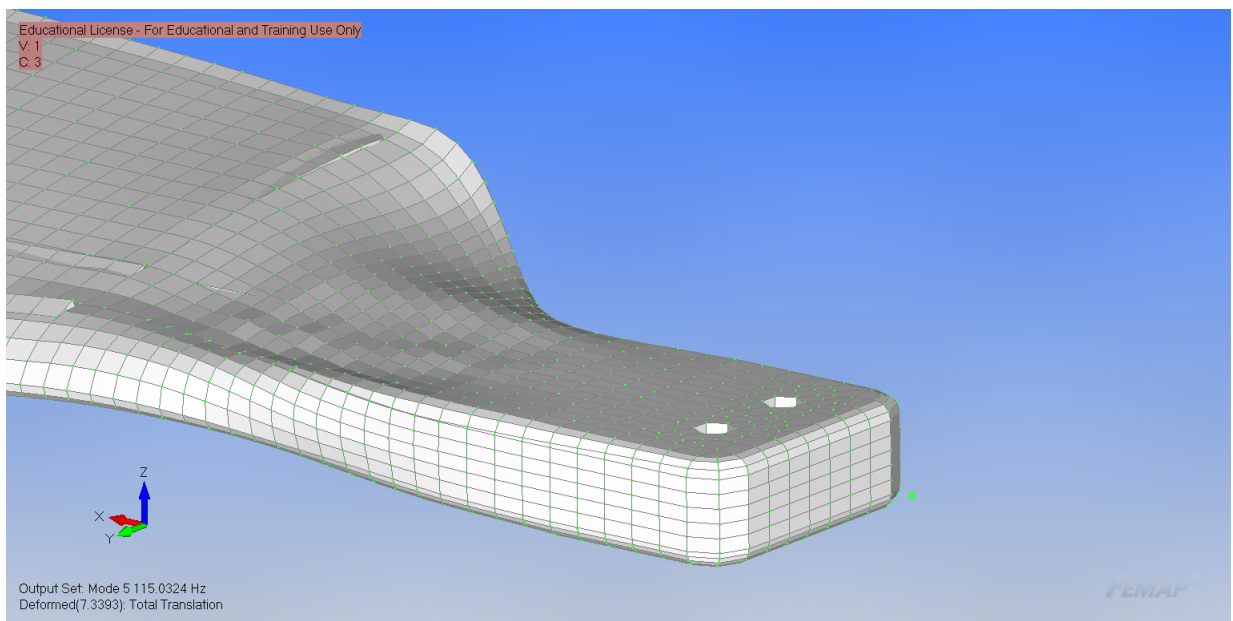 Educational License - For Educational and Training Use Only
V: 1
C: 3
Z
X
Y
Output Set: Mode 5 115.0324 Hz
Deformed(7.3393): Total Translation
FEMAP